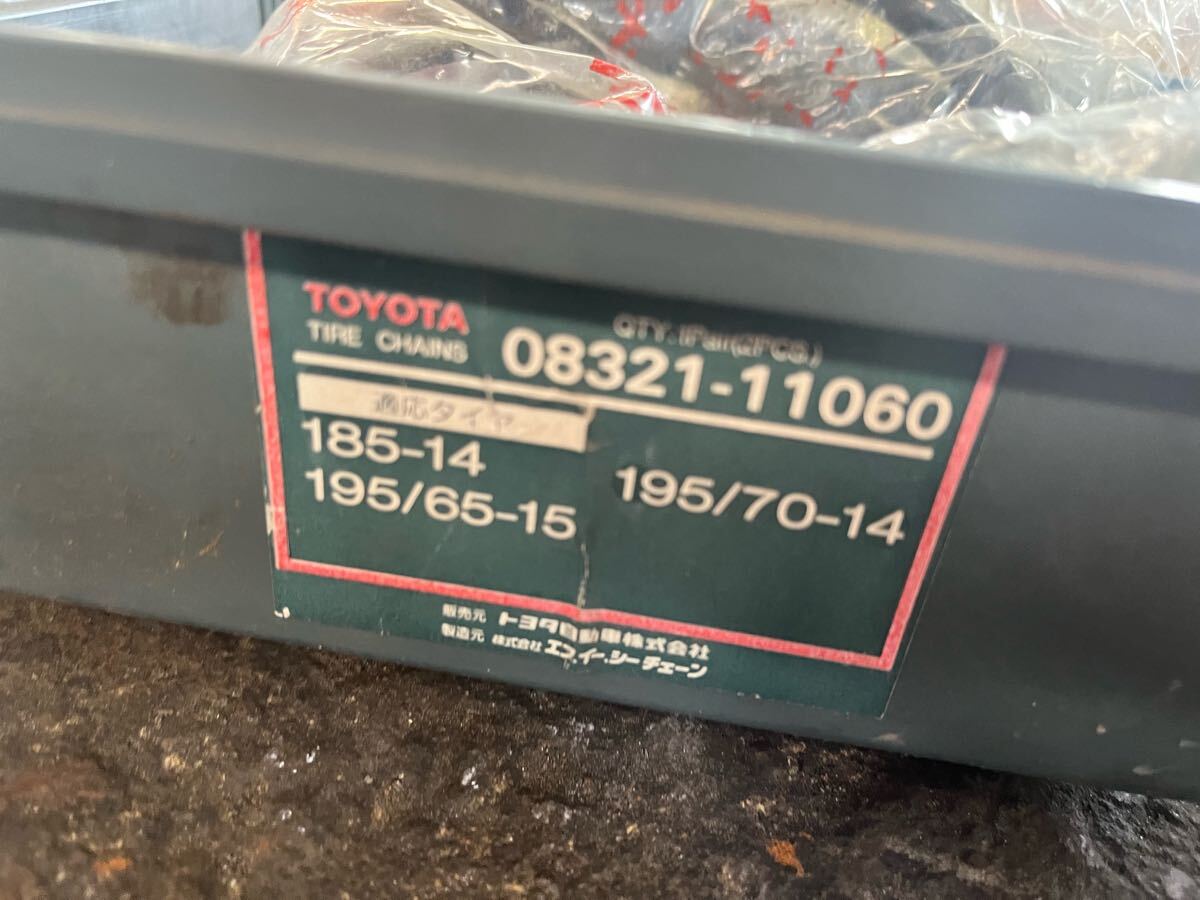 TOYOTA
TIRE CHAINS
QTY.1Pair(2PCS.)
08321-11060
適応タイヤ
185-14
195/65-15
195/70-14
販売元 トヨタ自動車株式会社
製造元 株式会社 エフ.イー.シーチェーン